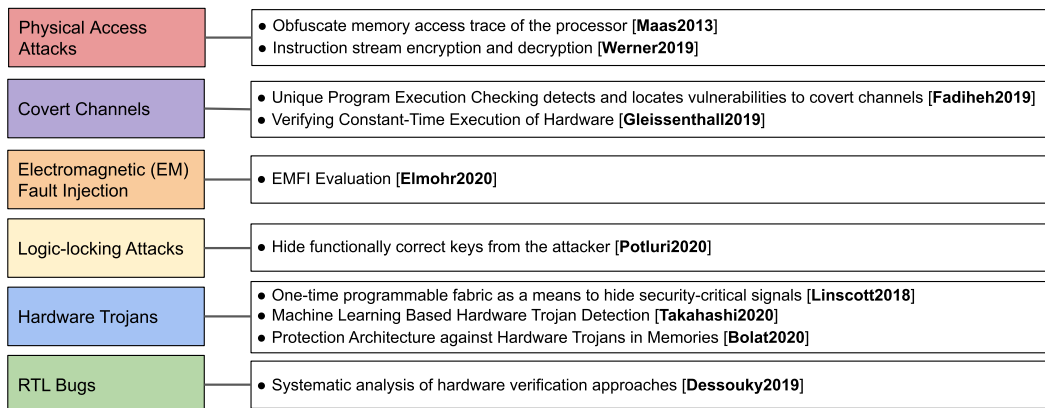 Physical Access
Attacks
● Obfuscate memory access trace of the processor [Maas2013]
● Instruction stream encryption and decryption [Werner2019]
Covert Channels
● Unique Program Execution Checking detects and locates vulnerabilities to covert channels [Fadiheh2019]
● Verifying Constant-Time Execution of Hardware [Gleissenthall2019]
Electromagnetic (EM)
Fault Injection
● EMFI Evaluation [Elmohr2020]
Logic-locking Attacks
● Hide functionally correct keys from the attacker [Potluri2020]
Hardware Trojans
● One-time programmable fabric as a means to hide security-critical signals [Linscott2018]
● Machine Learning Based Hardware Trojan Detection [Takahashi2020]
● Protection Architecture against Hardware Trojans in Memories [Bolat2020]
RTL Bugs
● Systematic analysis of hardware verification approaches [Dessouky2019]